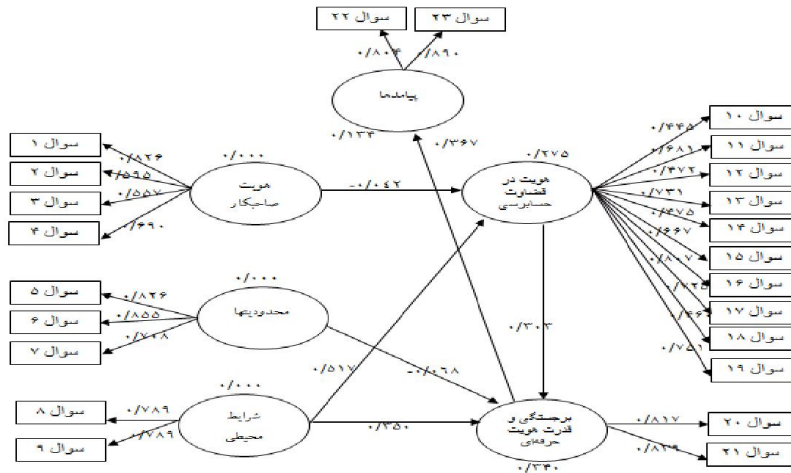 سوال ۲۲
سوال ۲۳
۰/۸۰۴
۰/۸۹۰
پیامدها
۰/۱۳۴
۰/۳۶۷
سوال ۱
سوال ۲
سوال ۳
سوال ۴
۰/۸۲۶
۰/۵۹۵
۰/۵۵۷
۰/۶۹۰
۰/۰۰۰
هویت
صاحبکار
-۰/۰۴۲
۰/۲۷۵
هویت در
قضاوت
حسابرسی
۰/۴۴۵
۰/۶۸۱
۰/۴۷۲
۰/۷۳۱
۰/۴۷۵
۰/۶۶۷
۰/۸۰۷
۰/۷۵۱
سوال ۱۰
سوال ۱۱
سوال ۱۲
سوال ۱۳
سوال ۱۴
سوال ۱۵
سوال ۱۶
سوال ۱۷
سوال ۱۸
سوال ۱۹
سوال ۵
سوال ۶
سوال ۷
۰/۸۲۶
۰/۸۵۵
۰/۷۰۸
۰/۰۰۰
محدودیتها
۰/۵۱۷
-۰/۰۶۸
۰/۳۰۳
سوال ۸
سوال ۹
۰/۷۸۹
۰/۷۸۹
۰/۰۰۰
شرایط
محیطی
۰/۳۵۰
برجستگی و
قدرت هویت
حرفه‌ای
۰/۳۴۰
۰/۸۱۷
۰/۸۳۹
سوال ۲۰
سوال ۲۱